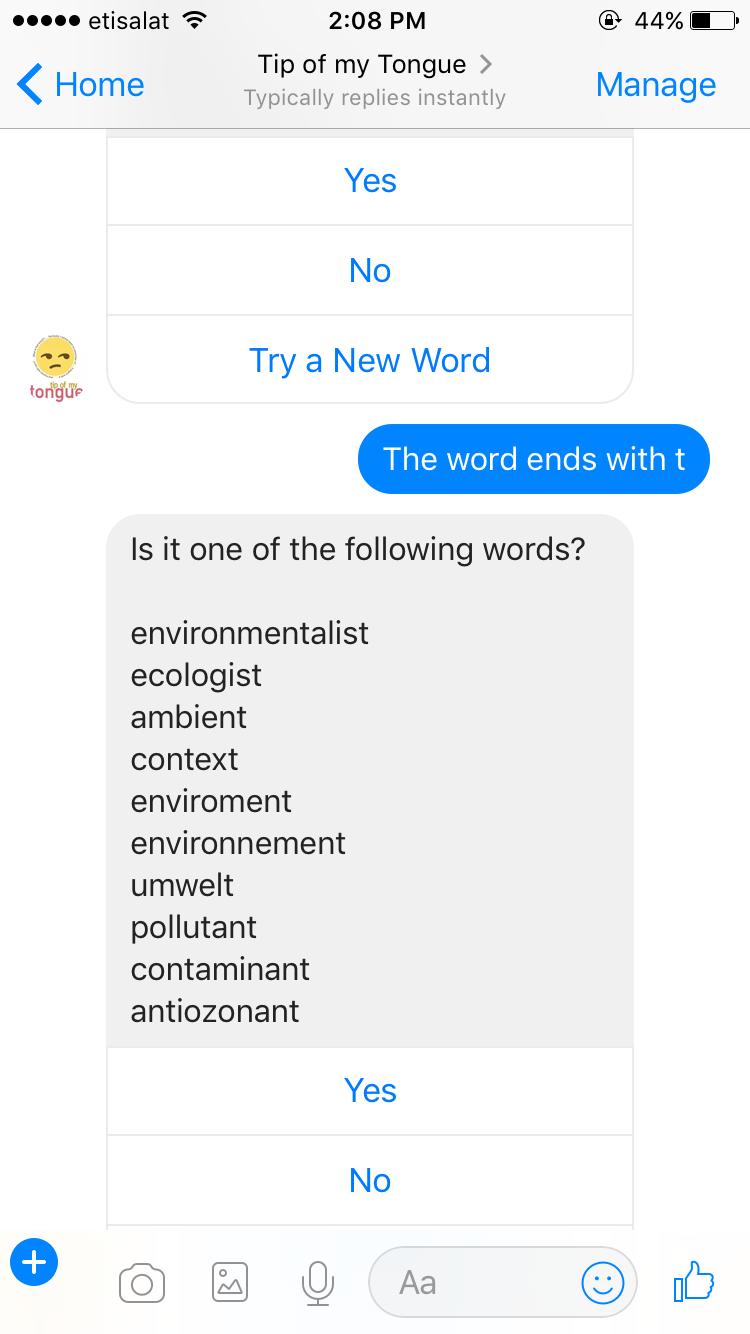 etisalat 2:08 PM 44%
Home Tip of my Tongue Manage
Typically replies instantly
Yes
No
Try a New Word
tip of my
tongue
The word ends with t
Is it one of the following words?
environmentalist
ecologist
ambient
context
enviroment
environnement
umwelt
pollutant
contaminant
antiozonant
Yes
No
Aa